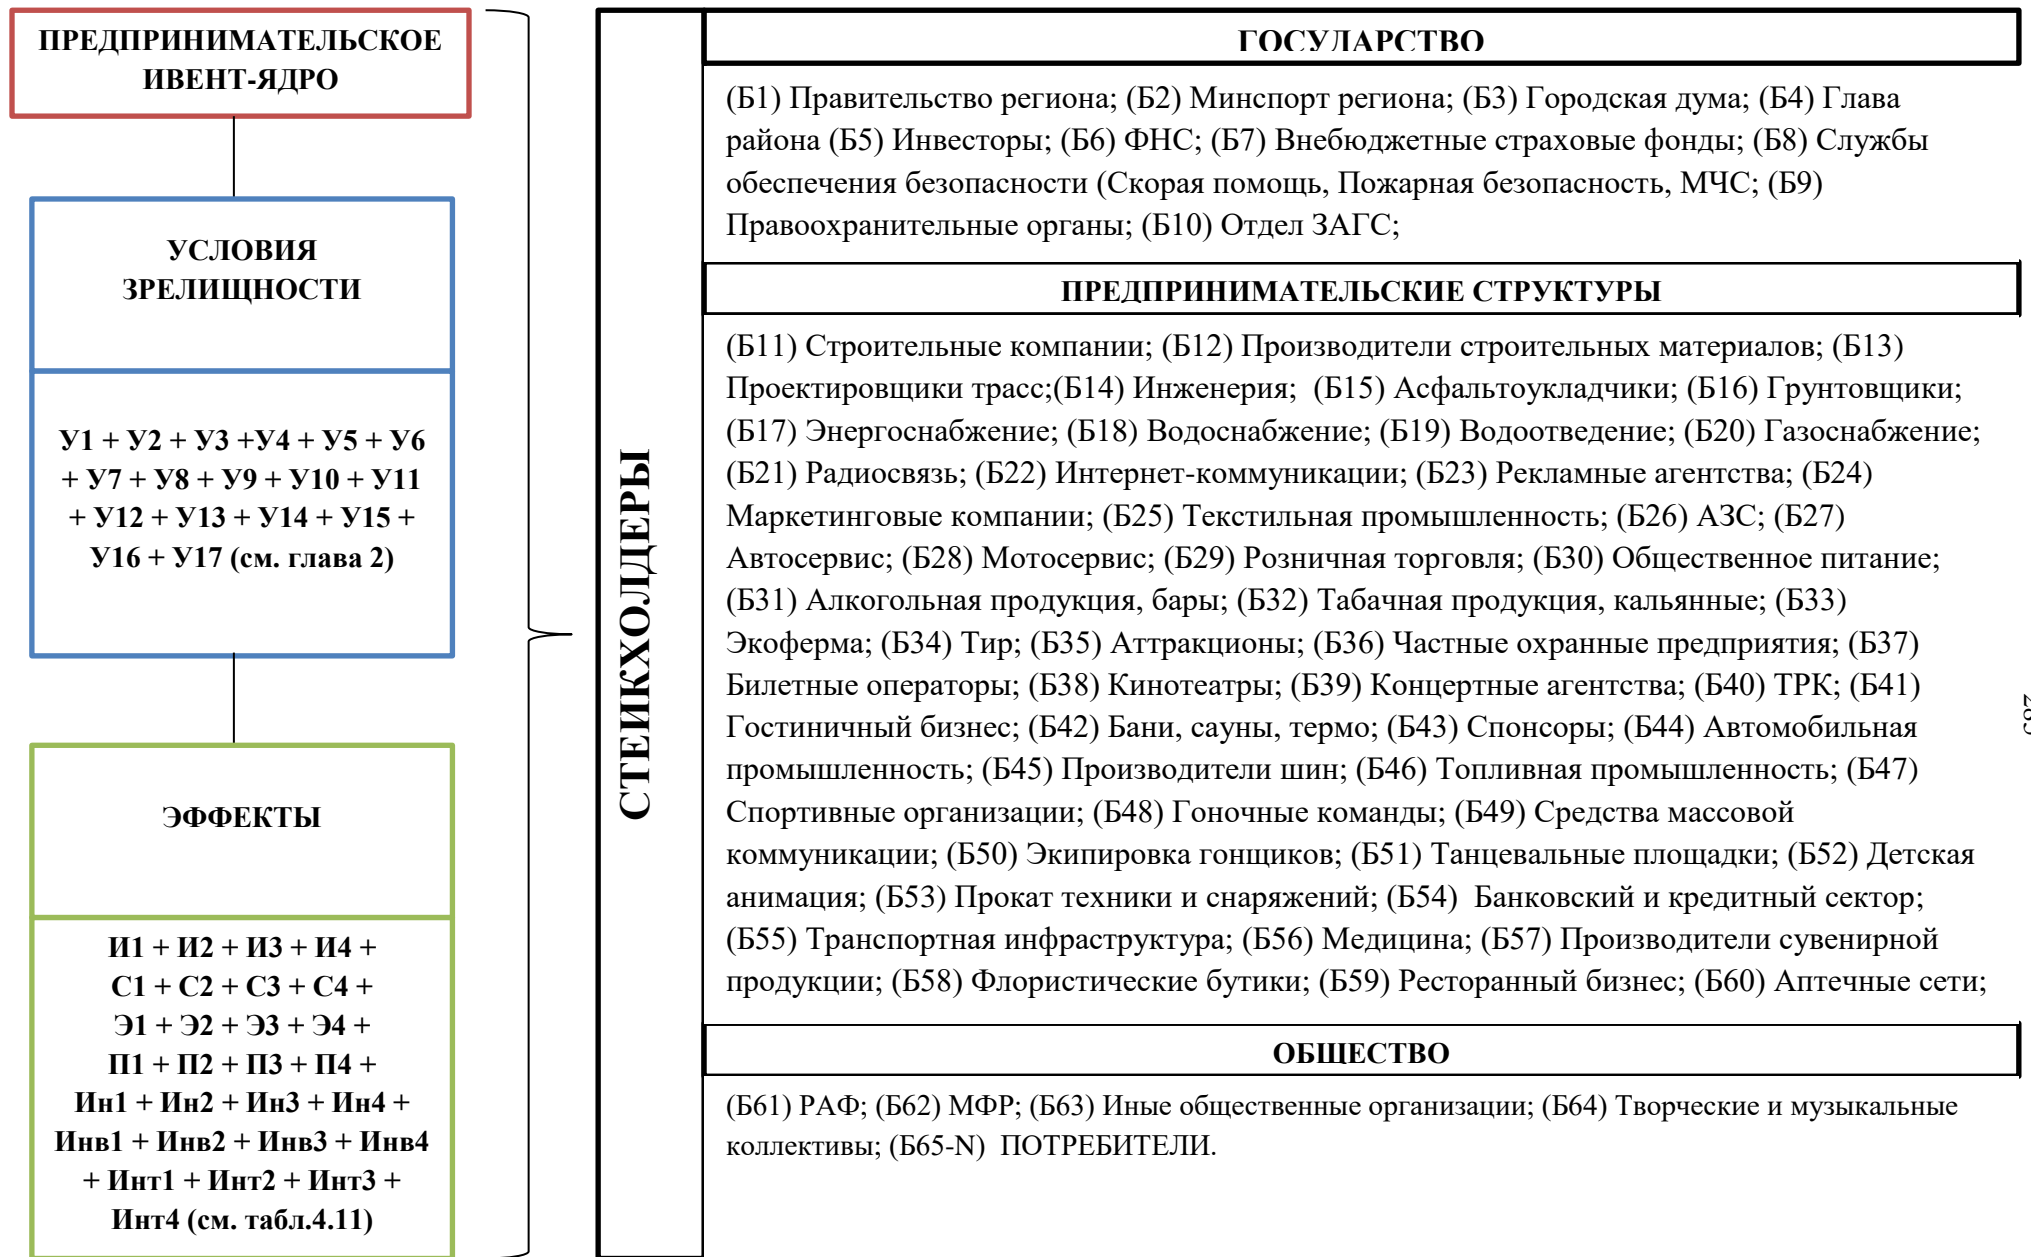 ПРЕДПРИНИМАТЕЛЬСКОЕ
ИВЕНТ-ЯДРО
УСЛОВИЯ
ЗРЕЛИЩНОСТИ
У1 + У2 + У3 +У4 + У5 + У6
+ У7 + У8 + У9 + У10 + У11
+ У12 + У13 + У14 + У15 +
У16 + У17 (см. глава 2)
ЭФФЕКТЫ
И1 + И2 + И3 + И4 +
С1 + С2 + С3 + С4 +
Э1 + Э2 + Э3 + Э4 +
П1 + П2 + П3 + П4 +
Ин1 + Ин2 + Ин3 + Ин4 +
Инв1 + Инв2 + Инв3 + Инв4
+ Инт1 + Инт2 + Инт3 +
Инт4 (см. табл.4.11)
СТЕЙКХОЛДЕРЫ
ГОСУДАРСТВО
(Б1) Правительство региона; (Б2) Минспорт региона; (Б3) Городская дума; (Б4) Глава
района (Б5) Инвесторы; (Б6) ФНС; (Б7) Внебюджетные страховые фонды; (Б8) Службы
обеспечения безопасности (Скорая помощь, Пожарная безопасность, МЧС; (Б9)
Правоохранительные органы; (Б10) Отдел ЗАГС;
ПРЕДПРИНИМАТЕЛЬСКИЕ СТРУКТУРЫ
(Б11) Строительные компании; (Б12) Производители строительных материалов; (Б13)
Проектировщики трасс;(Б14) Инженерия; (Б15) Асфальтоукладчики; (Б16) Грунтовщики;
(Б17) Энергоснабжение; (Б18) Водоснабжение; (Б19) Водоотведение; (Б20) Газоснабжение;
(Б21) Радиосвязь; (Б22) Интернет-коммуникации; (Б23) Рекламные агентства; (Б24)
Маркетинговые компании; (Б25) Текстильная промышленность; (Б26) АЗС; (Б27)
Автосервис; (Б28) Мотосервис; (Б29) Розничная торговля; (Б30) Общественное питание;
(Б31) Алкогольная продукция, бары; (Б32) Табачная продукция, кальянные; (Б33)
Экоферма; (Б34) Тир; (Б35) Аттракционы; (Б36) Частные охранные предприятия; (Б37)
Билетные операторы; (Б38) Кинотеатры; (Б39) Концертные агентства; (Б40) ТРК; (Б41)
Гостиничный бизнес; (Б42) Бани, сауны, термо; (Б43) Спонсоры; (Б44) Автомобильная
промышленность; (Б45) Производители шин; (Б46) Топливная промышленность; (Б47)
Спортивные организации; (Б48) Гоночные команды; (Б49) Средства массовой
коммуникации; (Б50) Экипировка гонщиков; (Б51) Танцевальные площадки; (Б52) Детская
анимация; (Б53) Прокат техники и снаряжений; (Б54) Банковский и кредитный сектор;
(Б55) Транспортная инфраструктура; (Б56) Медицина; (Б57) Производители сувенирной
продукции; (Б58) Флористические бутики; (Б59) Ресторанный бизнес; (Б60) Аптечные сети;
ОБЩЕСТВО
(Б61) РАФ; (Б62) МФР; (Б63) Иные общественные организации; (Б64) Творческие и музыкальные
коллективы; (Б65-N) ПОТРЕБИТЕЛИ.